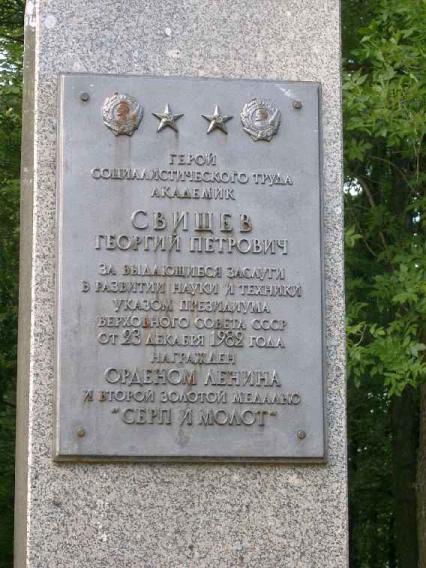 ГЕРОЙ
СОЦИАЛИСТИЧЕСКОГО ТРУДА
АКАДЕМИК
СВИЩЕВ
ГЕОРГИЙ ПЕТРОВИЧ
ЗА ВЫДАЮЩИЕСЯ ЗАСЛУГИ
В РАЗВИТИИ НАУКИ И ТЕХНИКИ
УКАЗОМ ПРЕЗИДИУМА
ВЕРХОВНОГО СОВЕТА СССР
ОТ 23 ДЕКАБРЯ 1982 ГОДА
НАГРАЖДЕН
ОРДЕНОМ ЛЕНИНА
И ВТОРОЙ ЗОЛОТОЙ МЕДАЛЬЮ
"СЕРП И МОЛОТ"